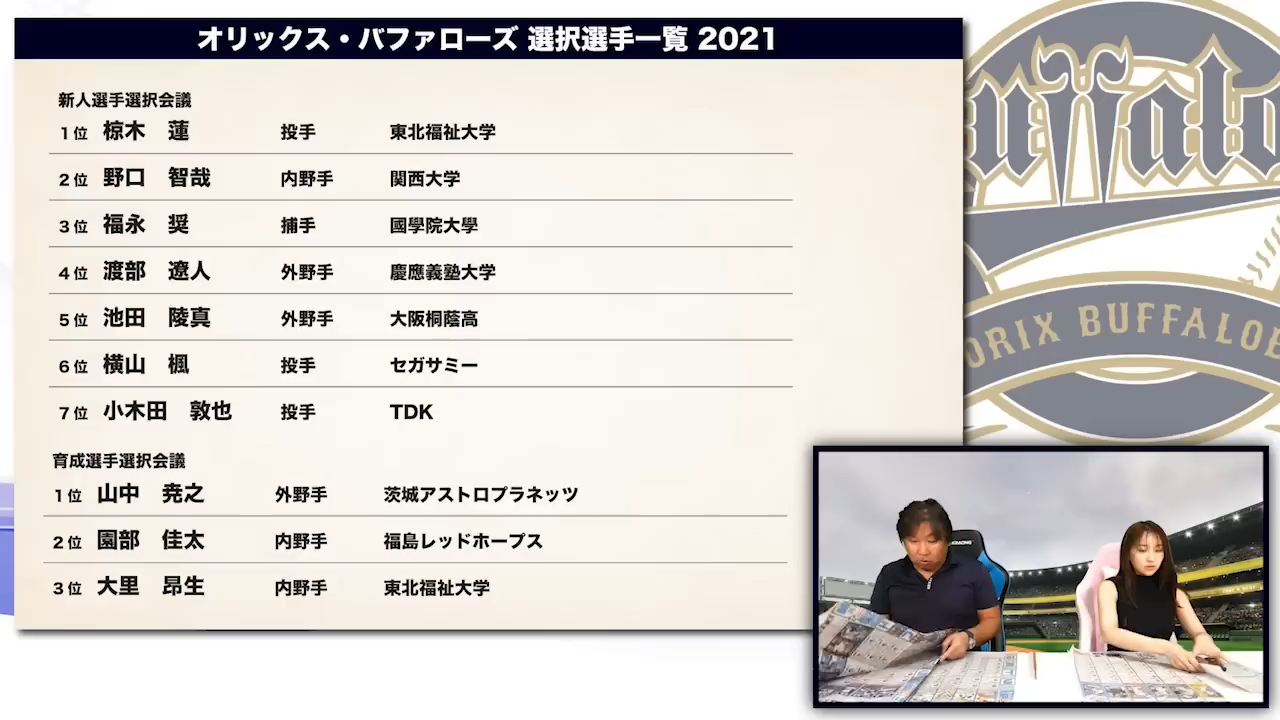 オリックス・バファローズ 選択選手一覧 2021
新人選手選択会議
1位 椋木 蓮 投手 東北福祉大学
2位 野口 智哉 内野手 関西大学
3位 福永 奨 捕手 國學院大學
4位 渡部 遼人 外野手 慶應義塾大学
5位 池田 陵真 外野手 大阪桐蔭高
6位 横山 楓 投手 セガサミー
7位 小木田 敦也 投手 TDK
育成選手選択会議
1位 山中 尭之 外野手 茨城アストロプラネッツ
2位 園部 佳太 内野手 福島レッドホープス
3位 大里 昂生 内野手 東北福祉大学
Buffalo
ORIX BUFFALOE